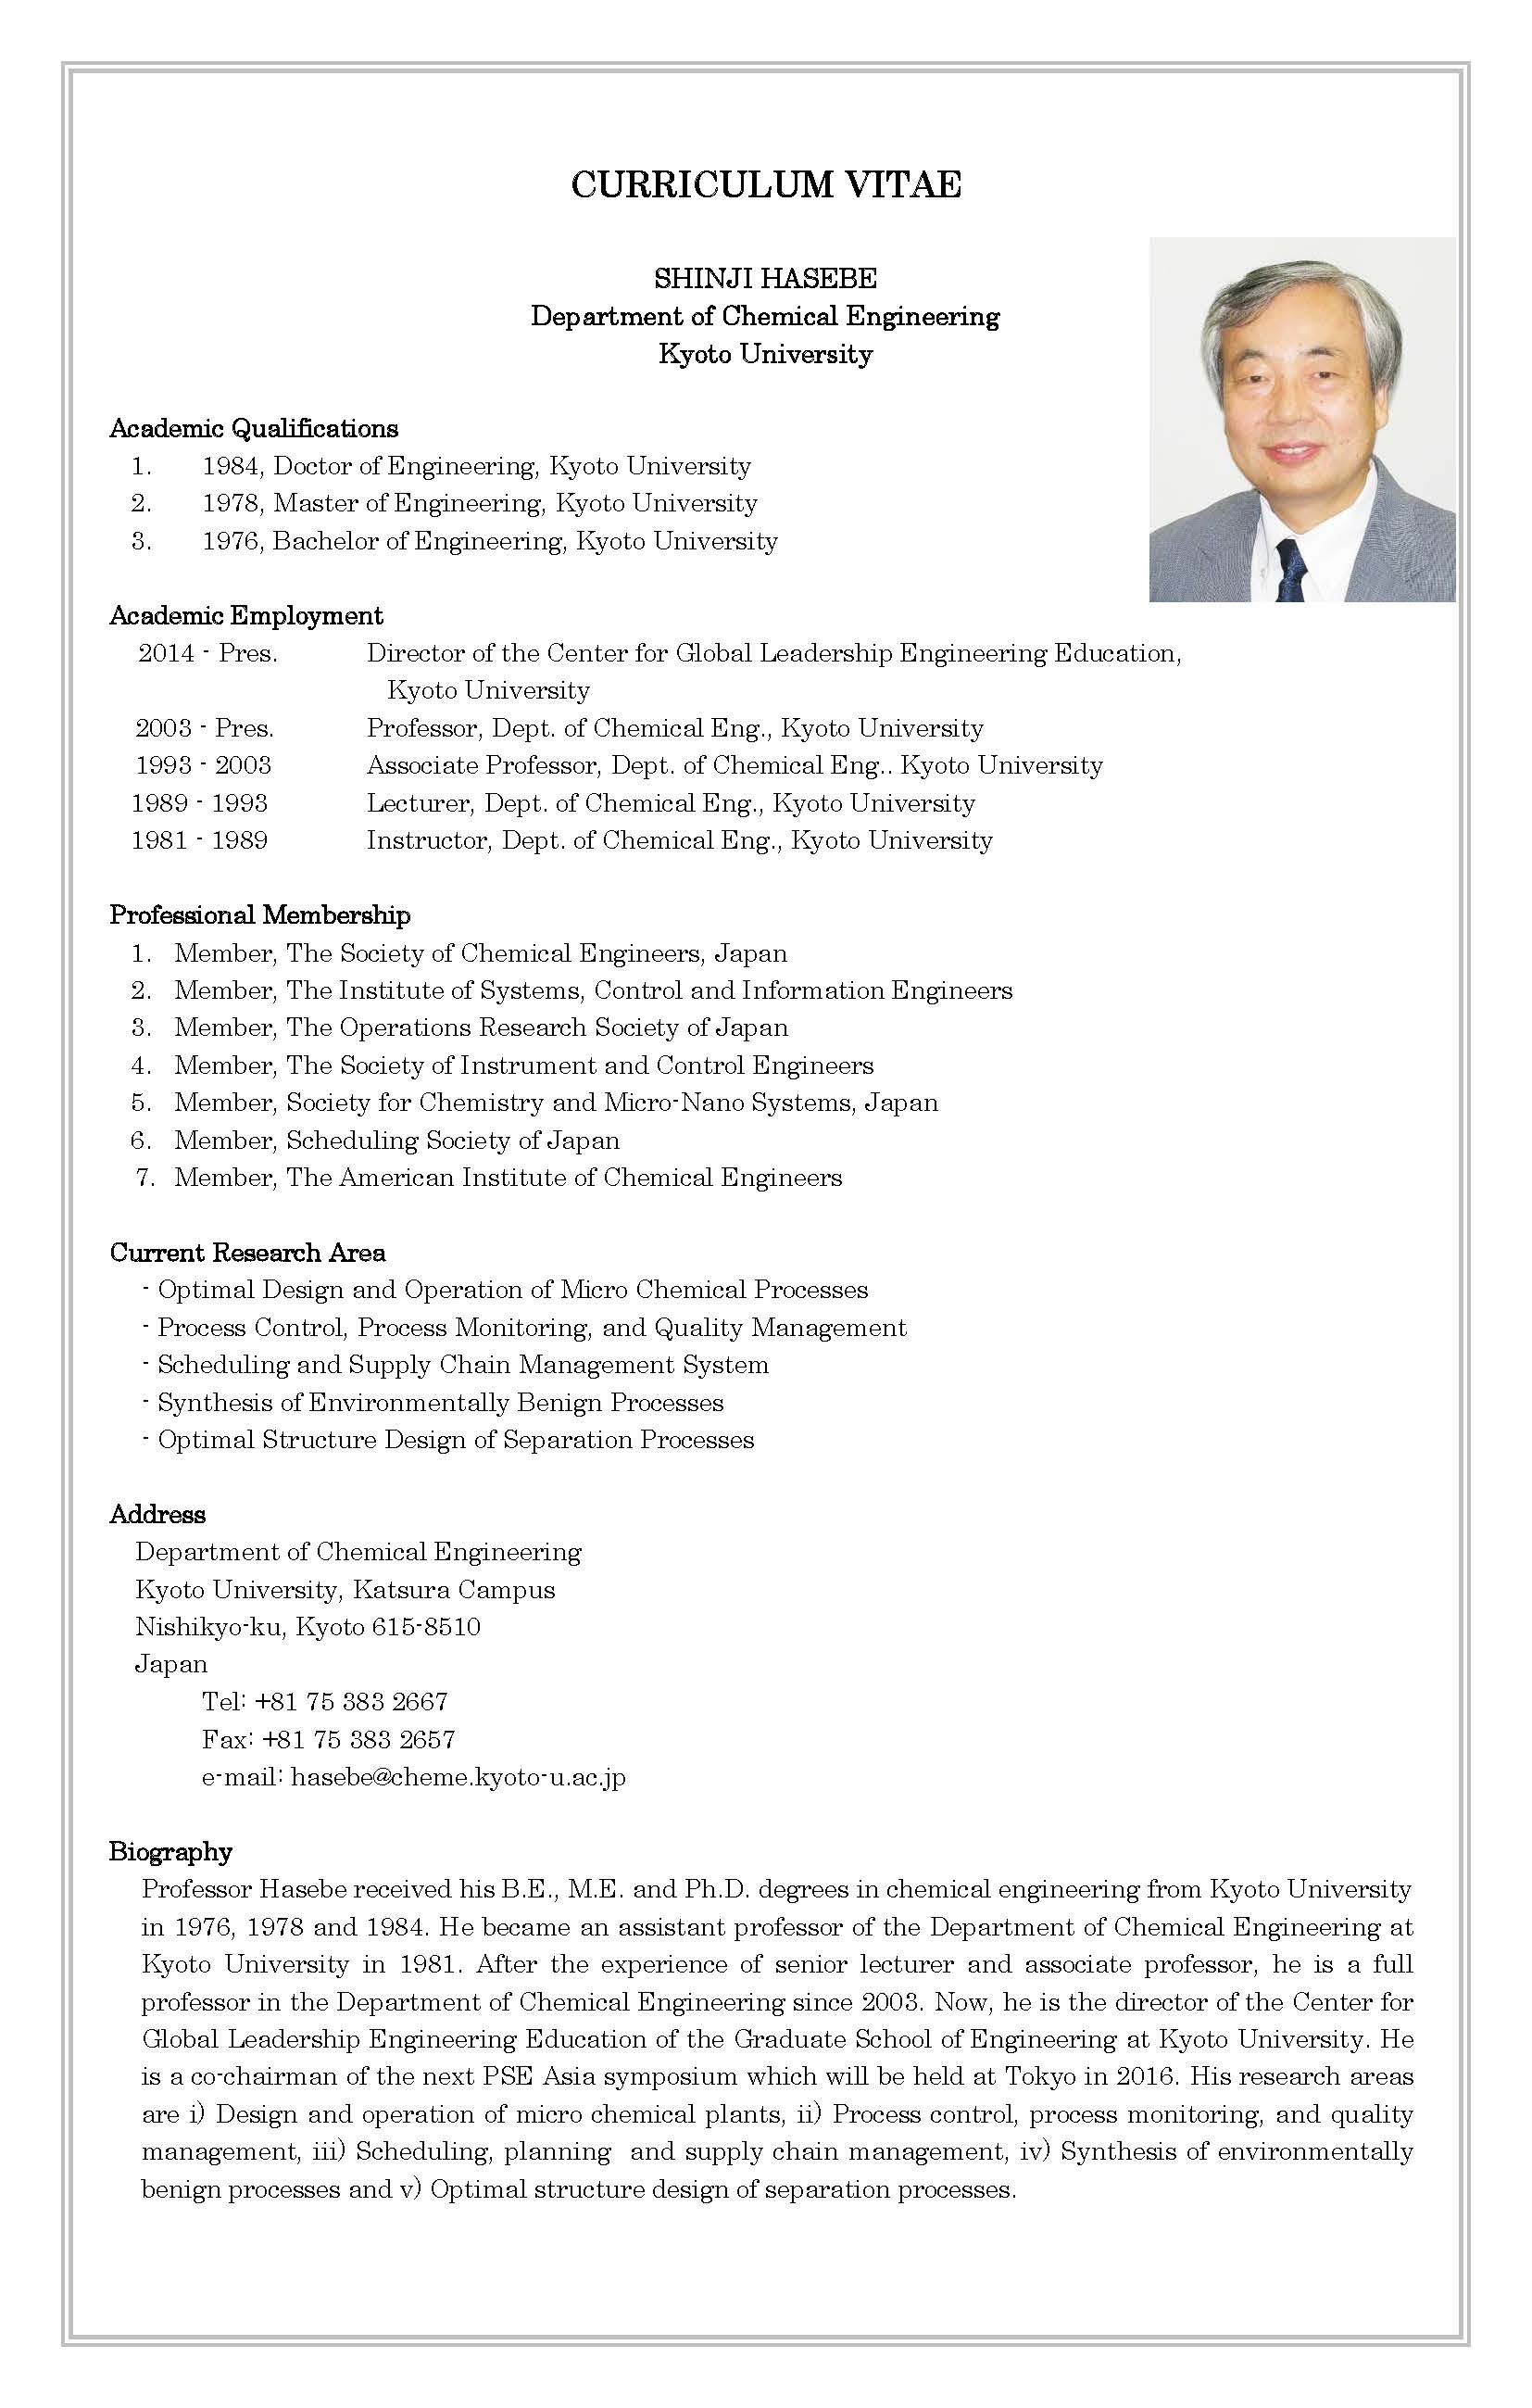 CURRICULUM VITAE
SHINJI HASEBE
Department of Chemical Engineering
Kyoto University
Academic Qualifications
1. 1984, Doctor of Engineering, Kyoto University
2. 1978, Master of Engineering, Kyoto University
3. 1976, Bachelor of Engineering, Kyoto University
Academic Employment
2014 - Pres. Director of the Center for Global Leadership Engineering Education,
Kyoto University
2003 - Pres. Professor, Dept. of Chemical Eng., Kyoto University
1993 - 2003 Associate Professor, Dept. of Chemical Eng.. Kyoto University
1989 - 1993 Lecturer, Dept. of Chemical Eng., Kyoto University
1981 - 1989 Instructor, Dept. of Chemical Eng., Kyoto University
Professional Membership
1. Member, The Society of Chemical Engineers, Japan
2. Member, The Institute of Systems, Control and Information Engineers
3. Member, The Operations Research Society of Japan
4. Member, The Society of Instrument and Control Engineers
5. Member, Society for Chemistry and Micro-Nano Systems, Japan
6. Member, Scheduling Society of Japan
7. Member, The American Institute of Chemical Engineers
Current Research Area
- Optimal Design and Operation of Micro Chemical Processes
- Process Control, Process Monitoring, and Quality Management
- Scheduling and Supply Chain Management System
- Synthesis of Environmentally Benign Processes
- Optimal Structure Design of Separation Processes
Address
Department of Chemical Engineering
Kyoto University, Katsura Campus
Nishikyo-ku, Kyoto 615-8510
Japan
Tel: +81 75 383 2667
Fax: +81 75 383 2657
e-mail: hasebe@cheme.kyoto-u.ac.jp
Biography
Professor Hasebe received his B.E., M.E. and Ph.D. degrees in chemical engineering from Kyoto University
in 1976, 1978 and 1984. He became an assistant professor of the Department of Chemical Engineering at
Kyoto University in 1981. After the experience of senior lecturer and associate professor, he is a full
professor in the Department of Chemical Engineering since 2003. Now, he is the director of the Center for
Global Leadership Engineering Education of the Graduate School of Engineering at Kyoto University. He
is a co-chairman of the next PSE Asia symposium which will be held at Tokyo in 2016. His research areas
are i) Design and operation of micro chemical plants, ii) Process control, process monitoring, and quality
management, iii) Scheduling, planning and supply chain management, iv) Synthesis of environmentally
benign processes and v) Optimal structure design of separation processes.